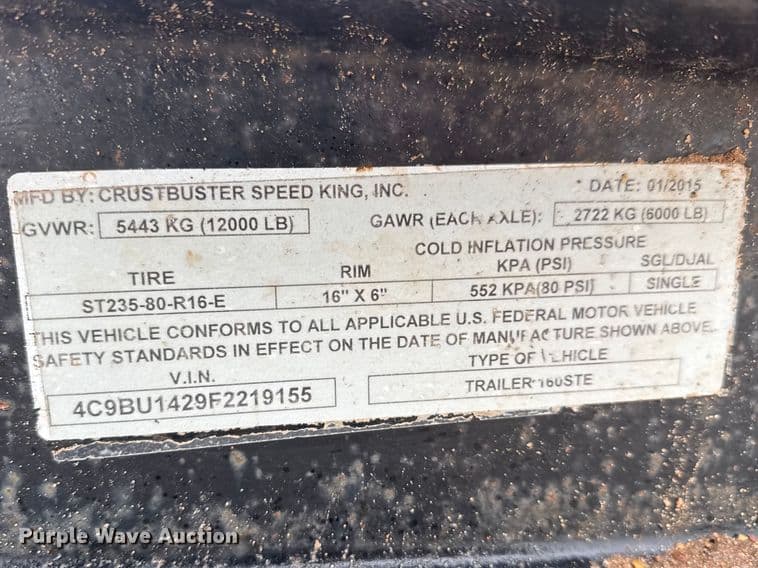 MFD BY: CRUSTBUSTER SPEED KING, INC.
DATE: 01/2015
GVWR: 5443 KG (12000 LB)
GAWR (EACH AXLE): 2722 KG (6000 LB)
COLD INFLATION PRESSURE
TIRE RIM KPA (PSI) SGL/DUAL
ST235-80-R16-E 16" X 6" 552 KPA(80 PSI) SINGLE
THIS VEHICLE CONFORMS TO ALL APPLICABLE U.S. FEDERAL MOTOR VEHICLE
SAFETY STANDARDS IN EFFECT ON THE DATE OF MANUFACTURE SHOWN ABOVE.
V.I.N. TYPE OF VEHICLE
4C9BU1429F2219155 TRAILER 160STE
Purple Wave Auction